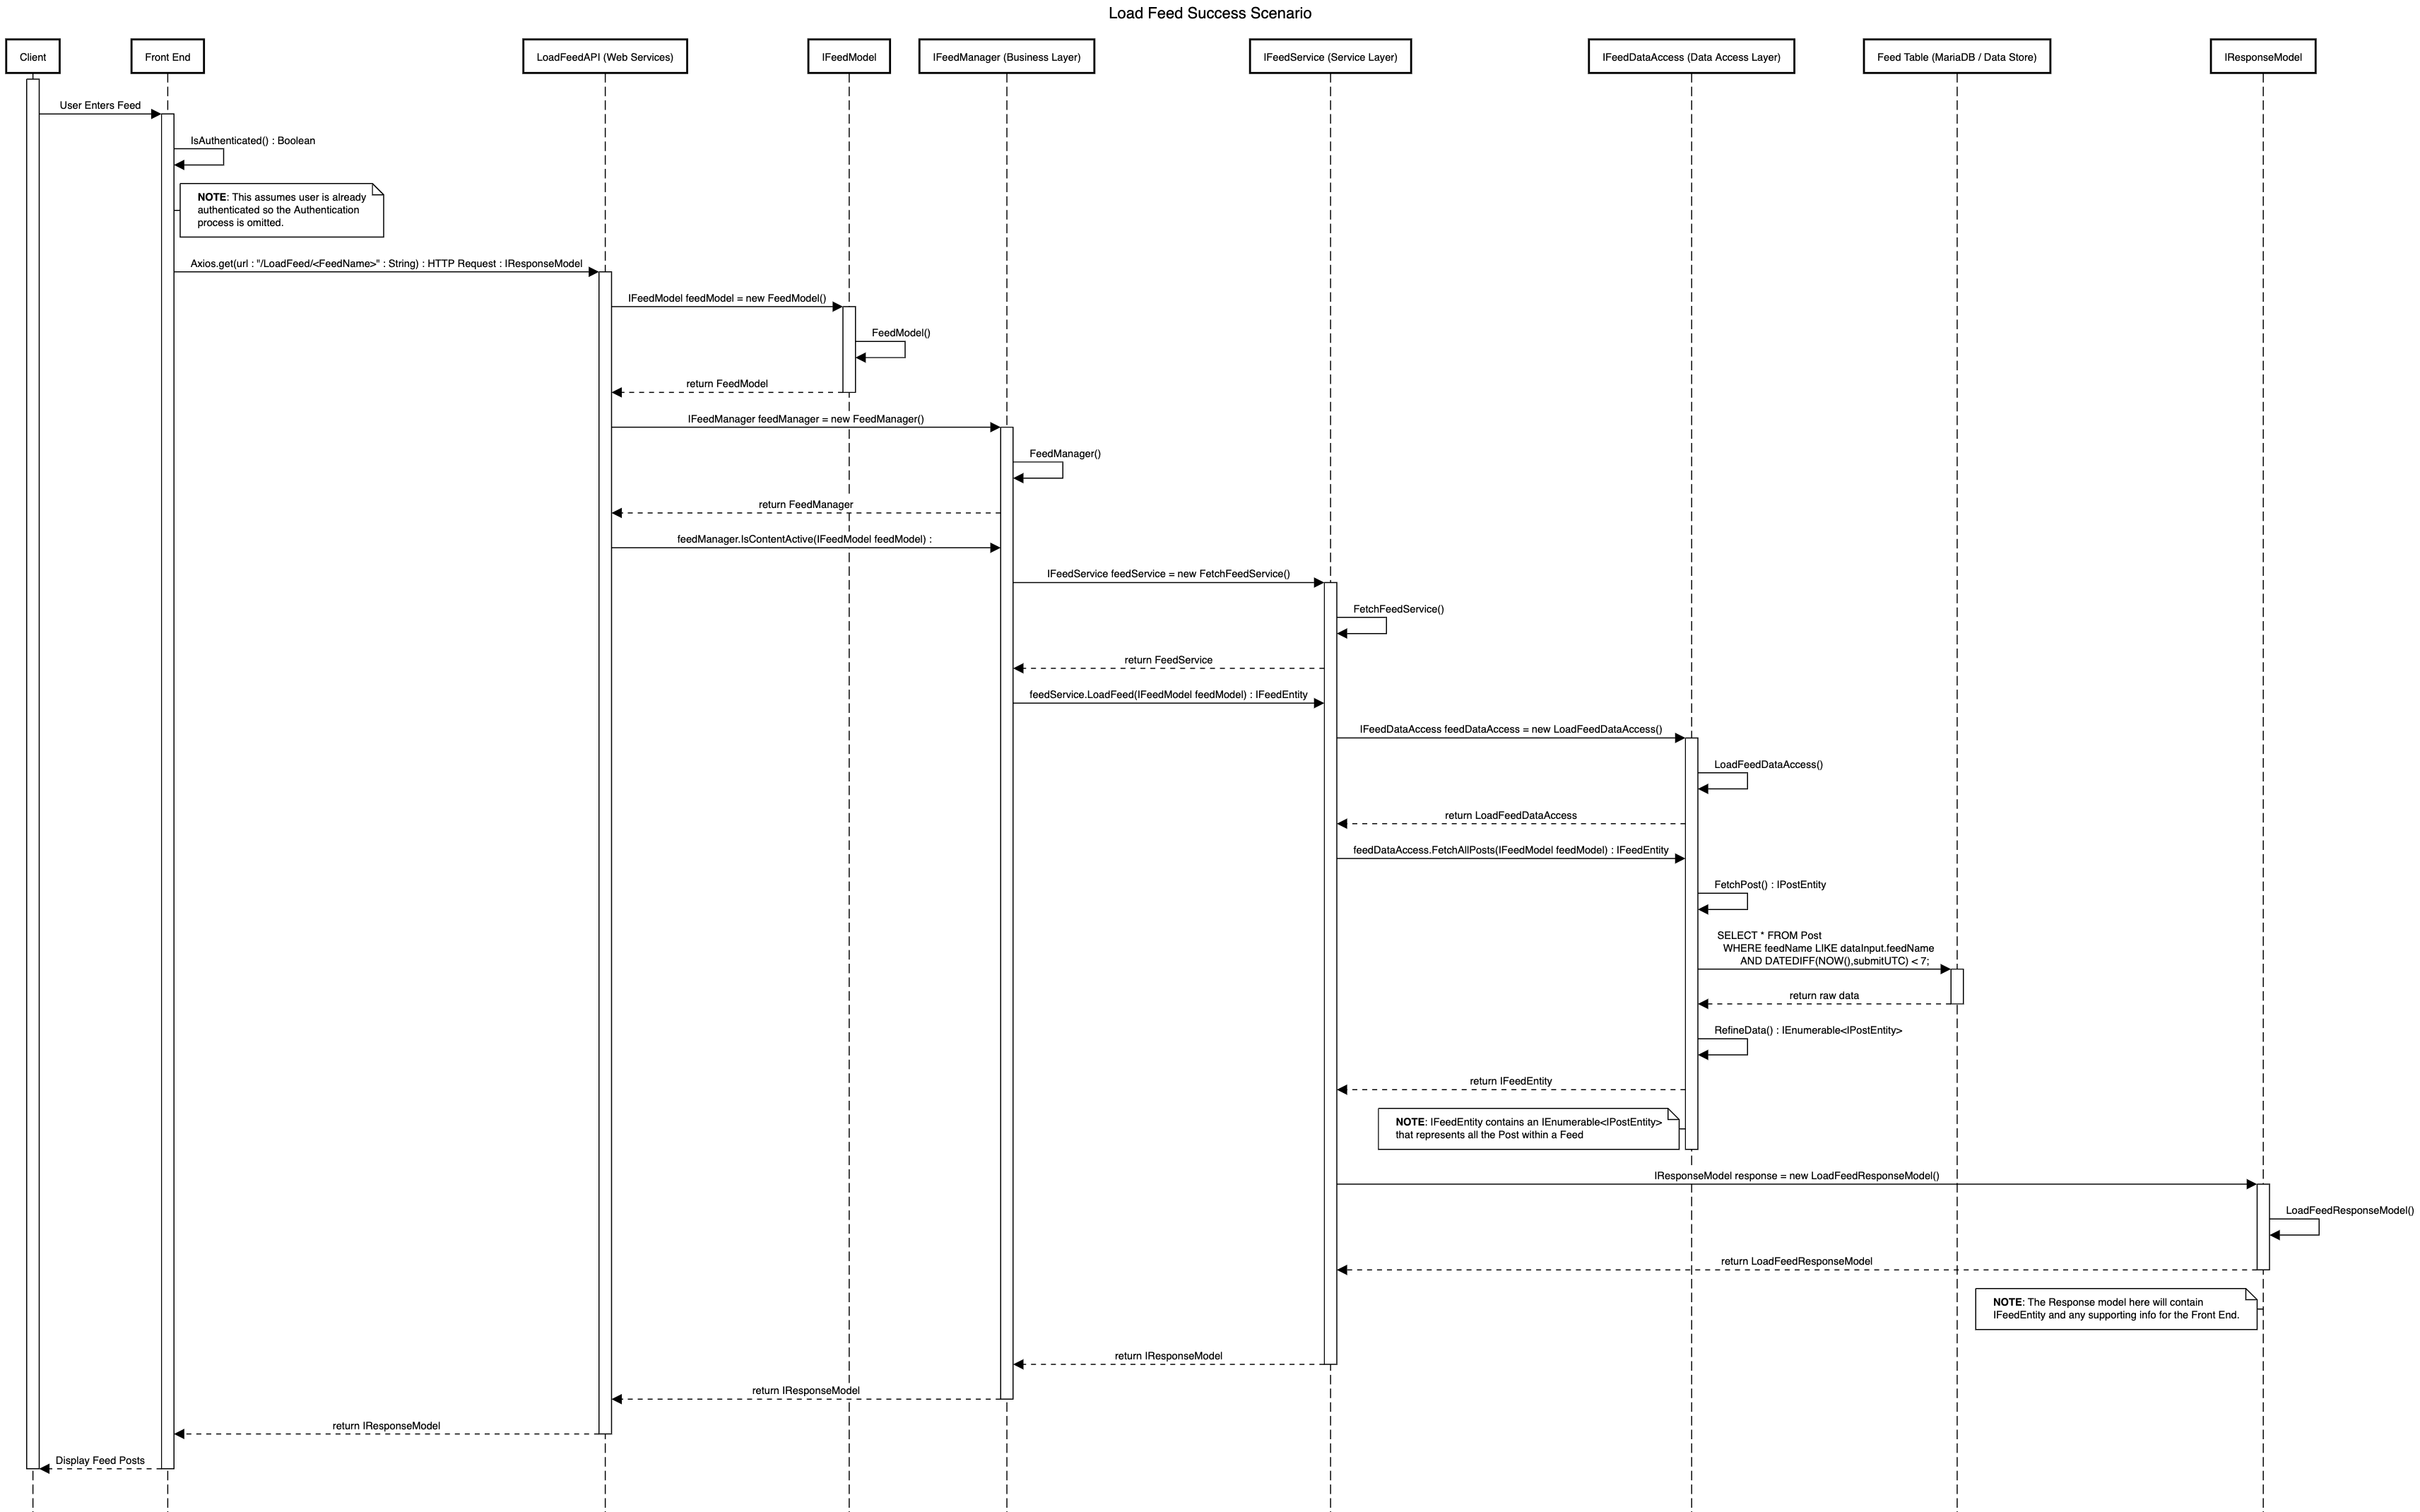 Load Feed Success Scenario
Client
Front End
LoadFeedAPI (Web Services)
IFeedModel
IFeedManager (Business Layer)
IFeedService (Service Layer)
IFeedDataAccess (Data Access Layer)
Feed Table (MariaDB / Data Store)
IResponseModel
User Enters Feed
IsAuthenticated() : Boolean
NOTE: This assumes user is already
authenticated so the Authentication
process is omitted.
Axios.get(url : "/LoadFeed/<FeedName>" : String) : HTTP Request : IResponseModel
IFeedModel feedModel = new FeedModel()
FeedModel()
return FeedModel
IFeedManager feedManager = new FeedManager()
FeedManager()
return FeedManager
feedManager.IsContentActive(IFeedModel feedModel) :
IFeedService feedService = new FetchFeedService()
FetchFeedService()
return FeedService
feedService.LoadFeed(IFeedModel feedModel) : IFeedEntity
IFeedDataAccess feedDataAccess = new LoadFeedDataAccess()
LoadFeedDataAccess()
return LoadFeedDataAccess
feedDataAccess.FetchAllPosts(IFeedModel feedModel) : IFeedEntity
FetchPost() : IPostEntity
SELECT * FROM Post
WHERE feedName LIKE dataInput.feedName
AND DATEDIFF(NOW(),submitUTC) < 7;
return raw data
RefineData() : IEnumerable<IPostEntity>
return IFeedEntity
NOTE: IFeedEntity contains an IEnumerable<IPostEntity>
that represents all the Post within a Feed
IResponseModel response = new LoadFeedResponseModel()
LoadFeedResponseModel()
return LoadFeedResponseModel
NOTE: The Response model here will contain
IFeedEntity and any supporting info for the Front End.
return IResponseModel
return IResponseModel
return IResponseModel
Display Feed Posts